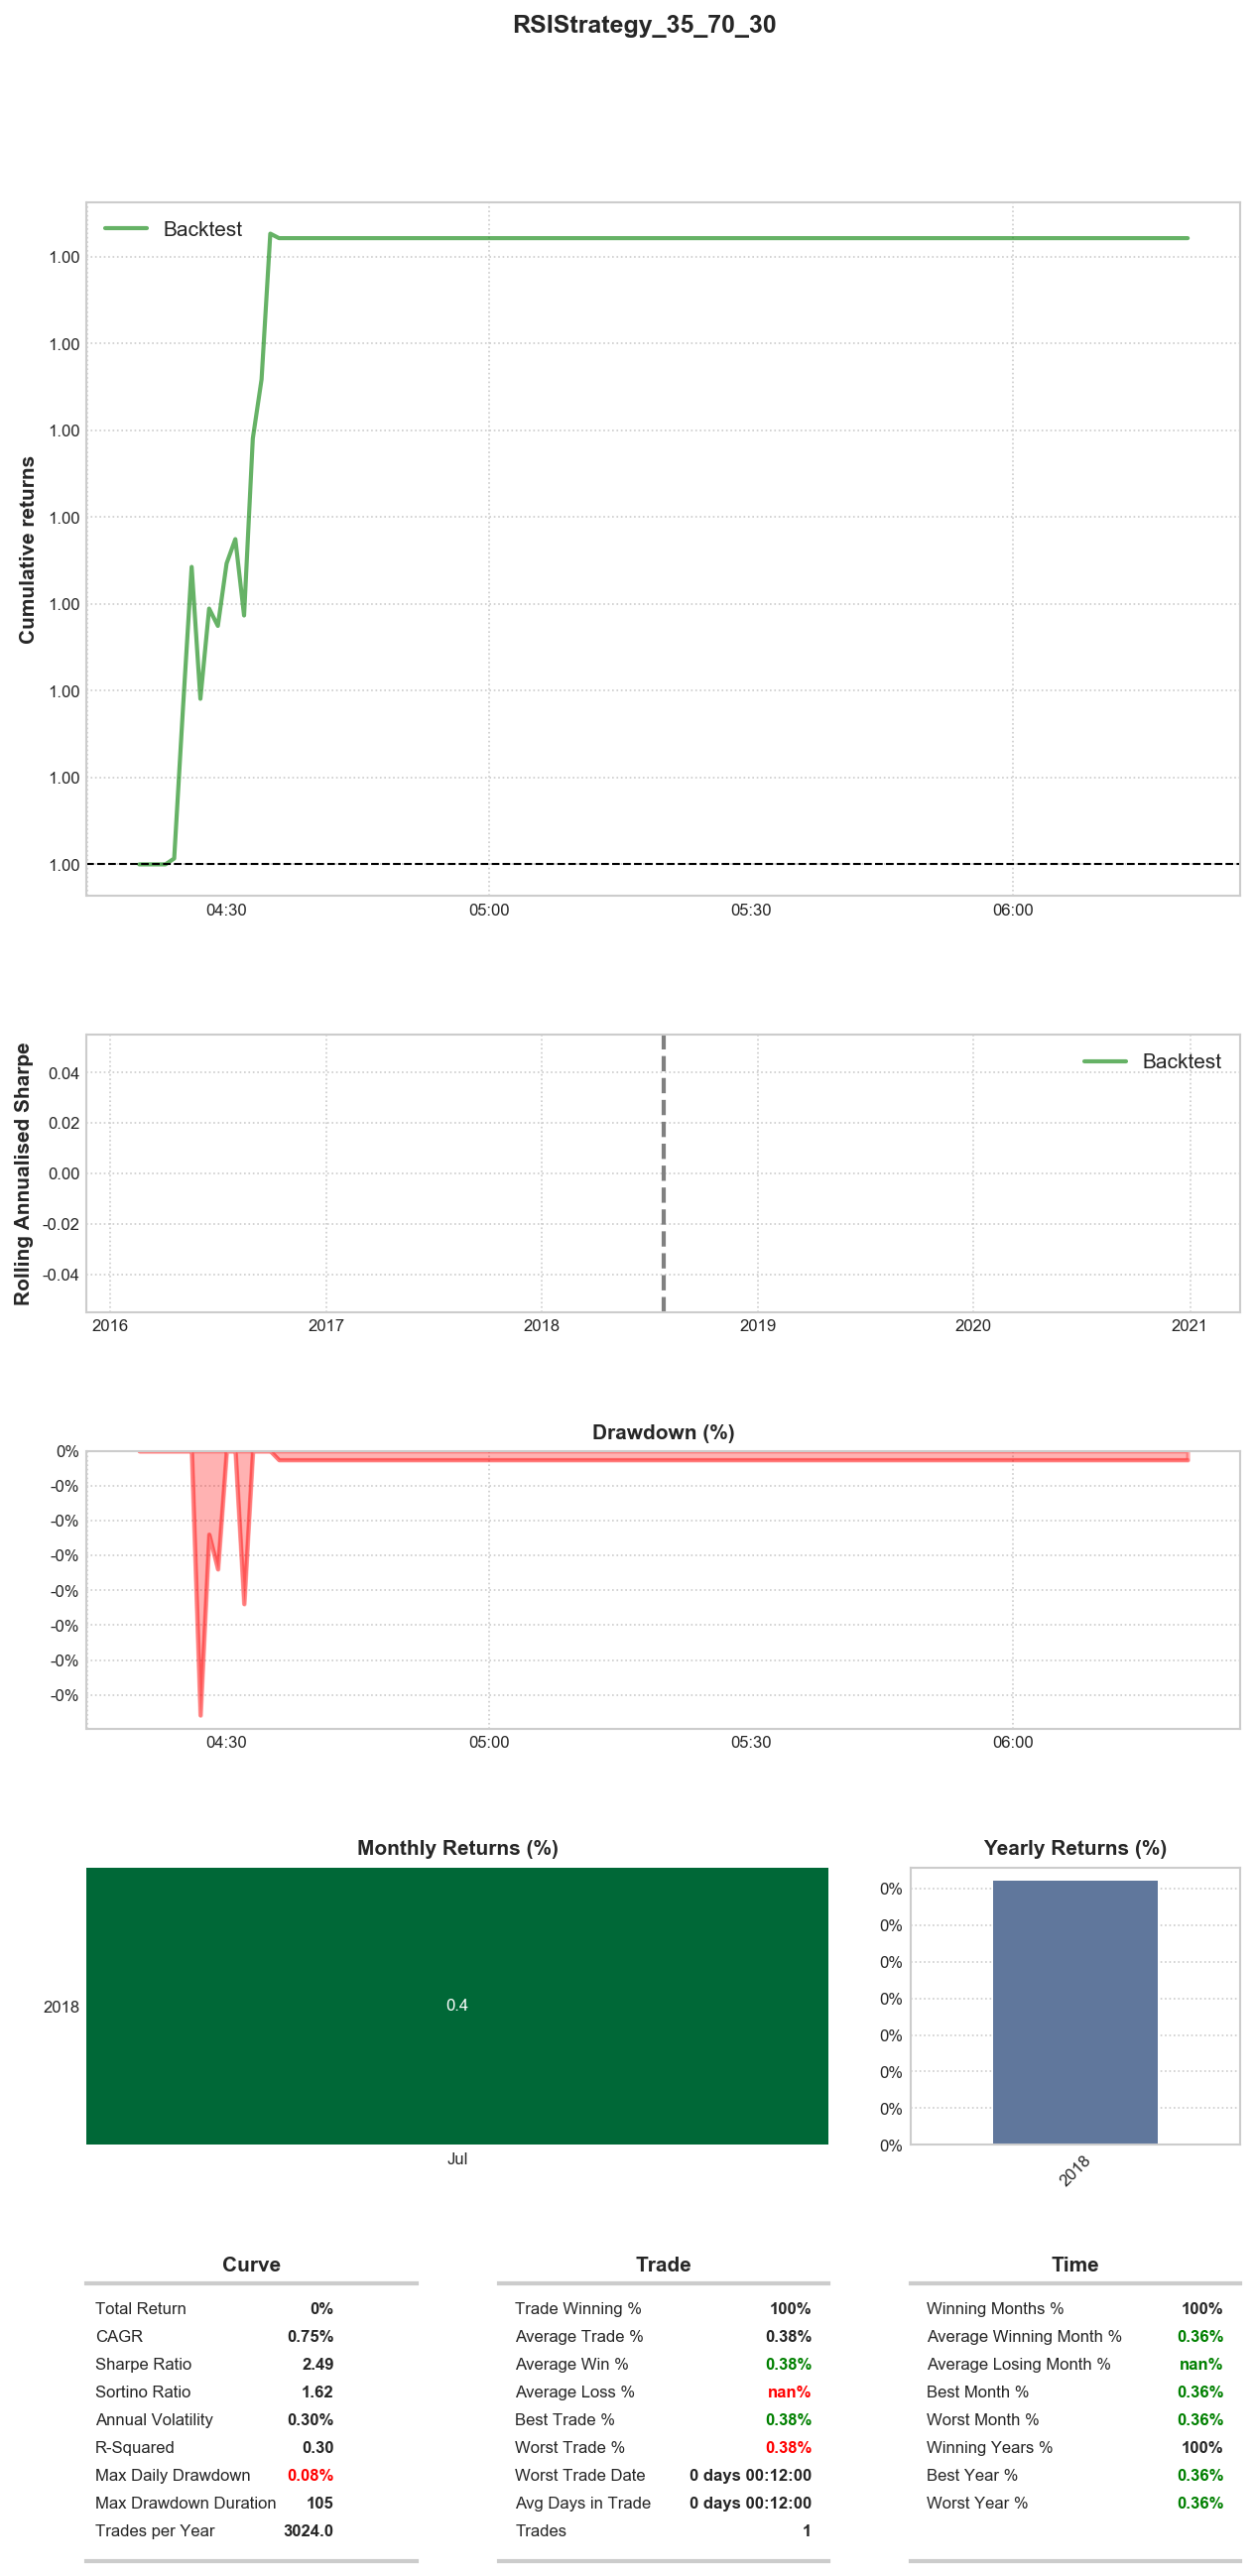 RSIStrategy_35_70_30
Backtest
Cumulative returns
1.00
1.00
1.00
1.00
1.00
1.00
1.00
1.00
04:30 05:00 05:30 06:00
Rolling Annualised Sharpe
Backtest
0.04
0.02
0.00
-0.02
-0.04
2016 2017 2018 2019 2020 2021
Drawdown (%)
0%
-0%
-0%
-0%
-0%
-0%
-0%
-0%
04:30 05:00 05:30 06:00
Monthly Returns (%)
2018
0.4
Jul
Yearly Returns (%)
0%
0%
0%
0%
0%
0%
0%
0%
2018
Curve
Total Return 0%
CAGR 0.75%
Sharpe Ratio 2.49
Sortino Ratio 1.62
Annual Volatility 0.30%
R-Squared 0.30
Max Daily Drawdown 0.08%
Max Drawdown Duration 105
Trades per Year 3024.0
Trade
Trade Winning % 100%
Average Trade % 0.38%
Average Win % 0.38%
Average Loss % nan%
Best Trade % 0.38%
Worst Trade % 0.38%
Worst Trade Date 0 days 00:12:00
Avg Days in Trade 0 days 00:12:00
Trades 1
Time
Winning Months % 100%
Average Winning Month % 0.36%
Average Losing Month % nan%
Best Month % 0.36%
Worst Month % 0.36%
Winning Years % 100%
Best Year % 0.36%
Worst Year % 0.36%